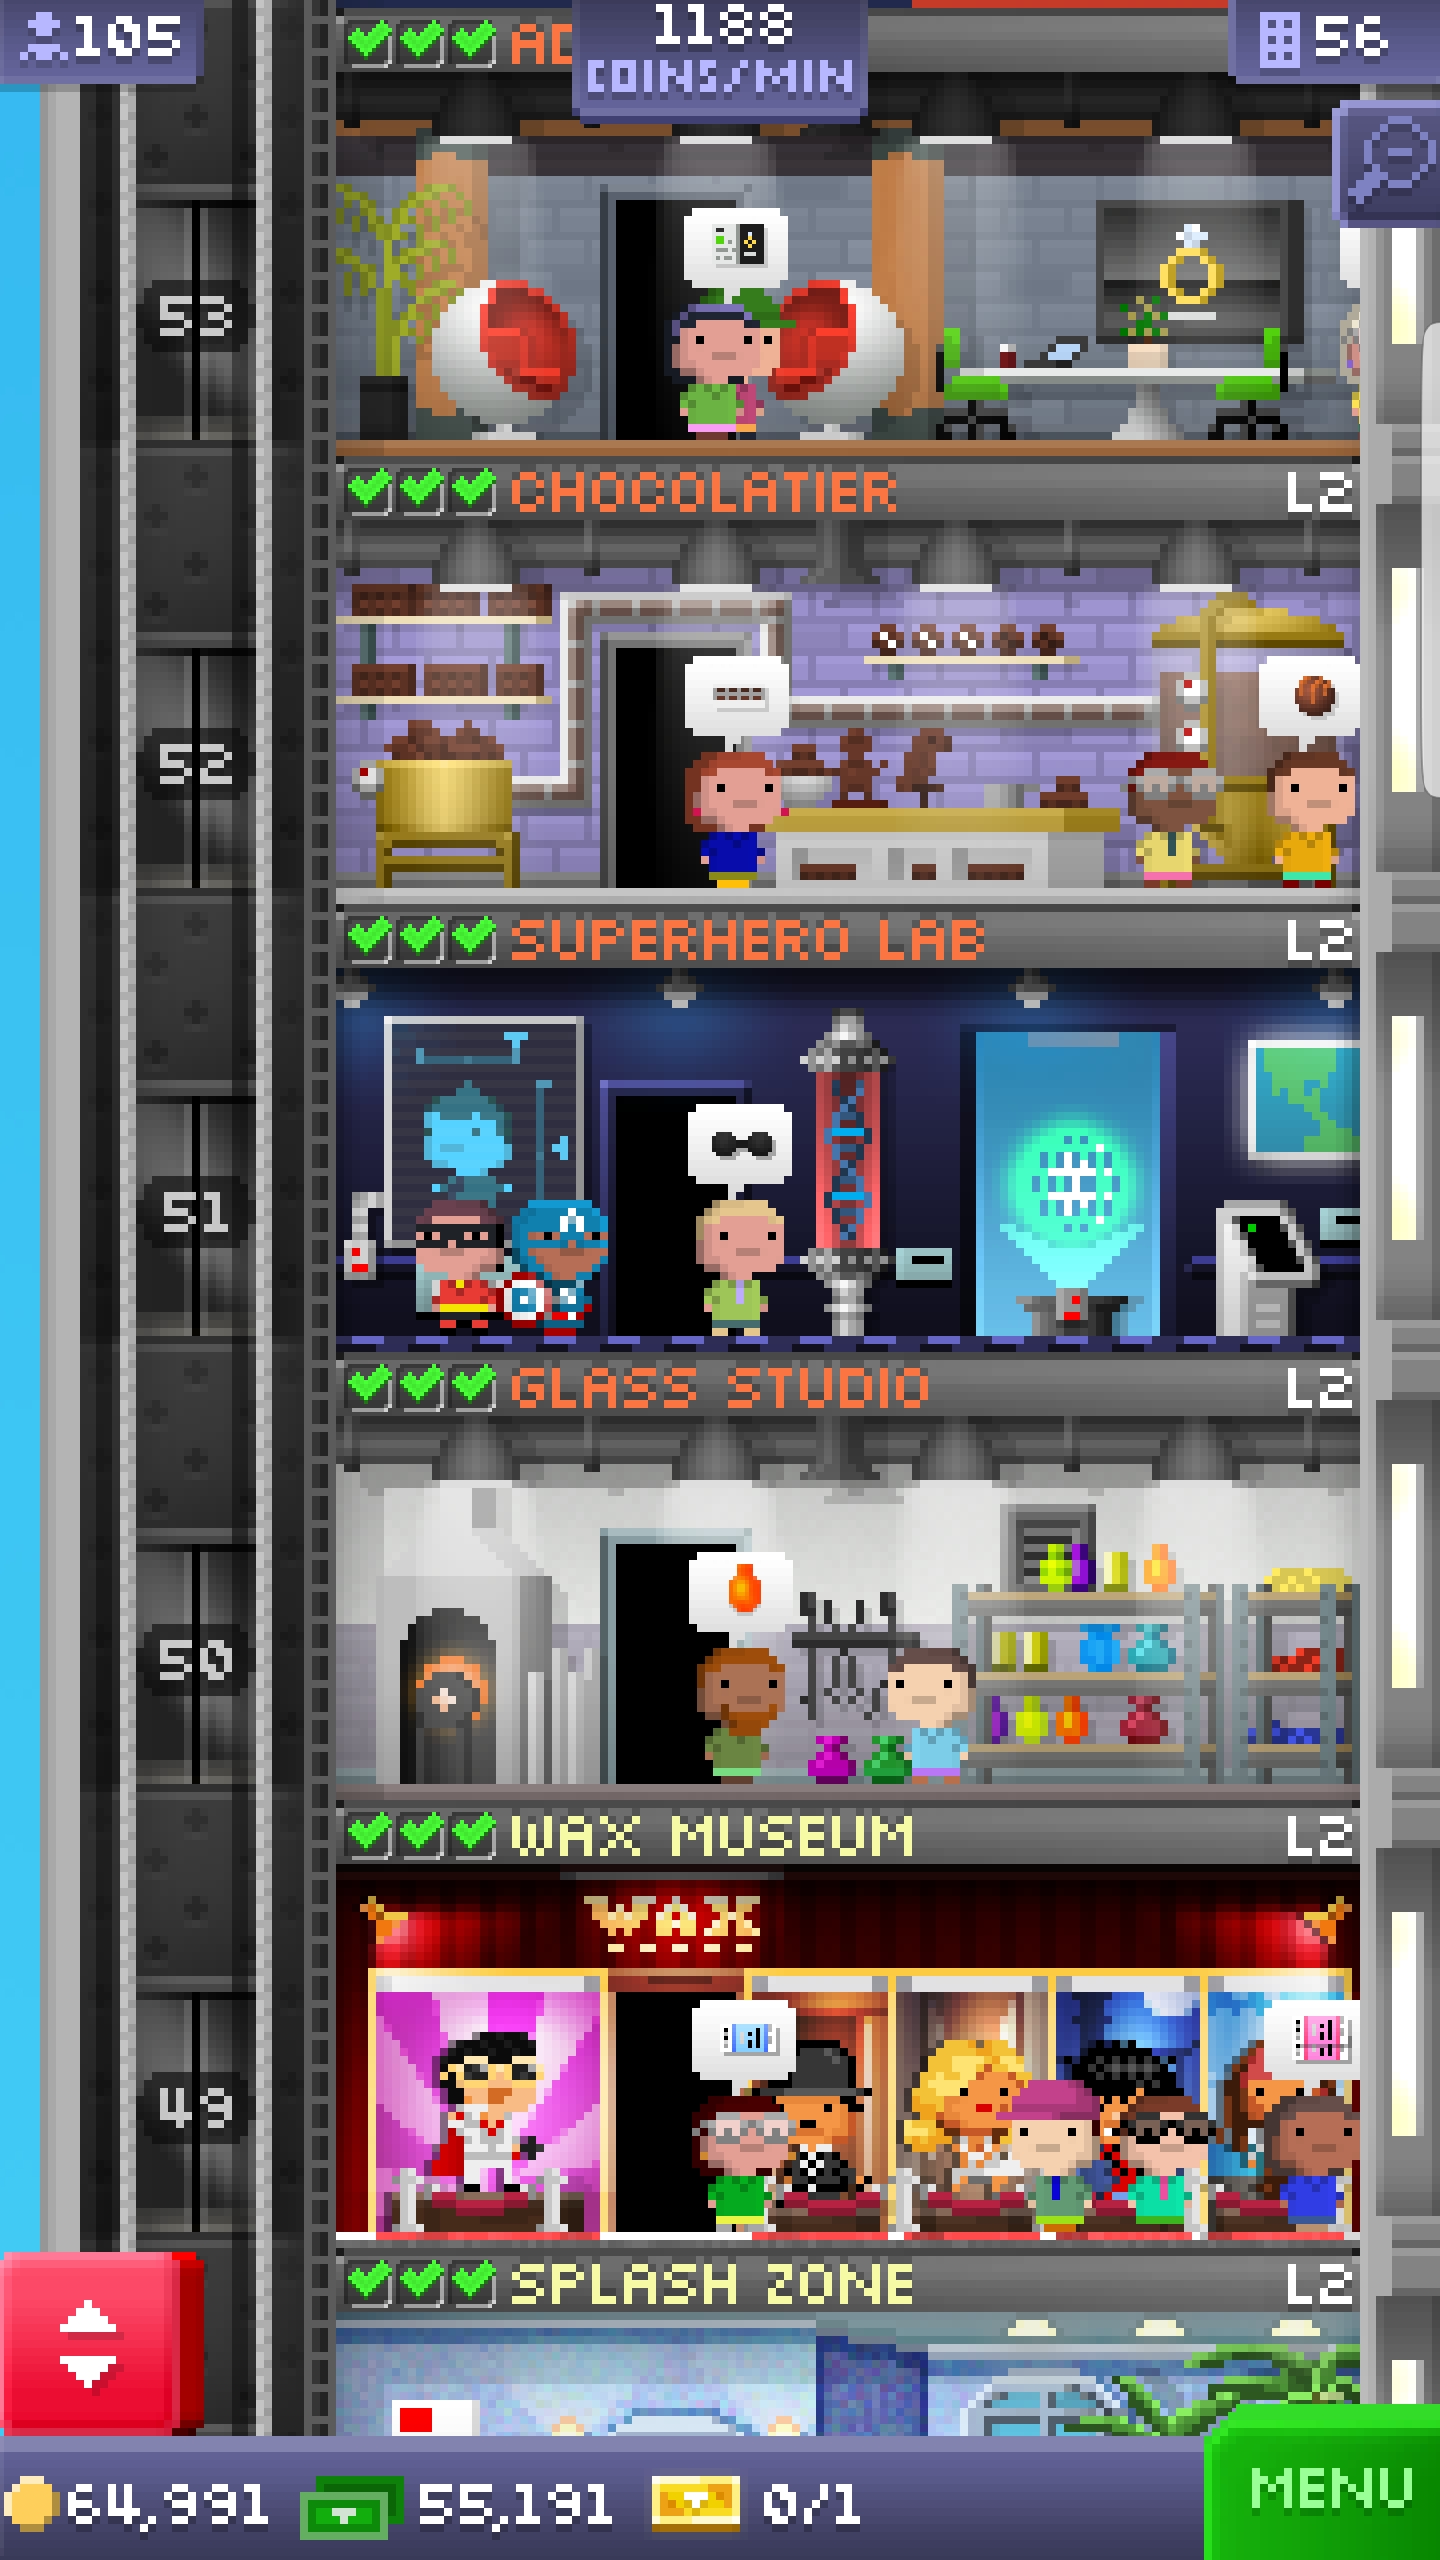 105
1188
COINS/MIN
56
53
CHOCOLATIER L2
52
SUPERHERO LAB L2
51
A
GLASS STUDIO L2
50
WAX MUSEUM L2
WAX
49
SPLASH ZONE L2
64,991 55,191 0/1
MENU